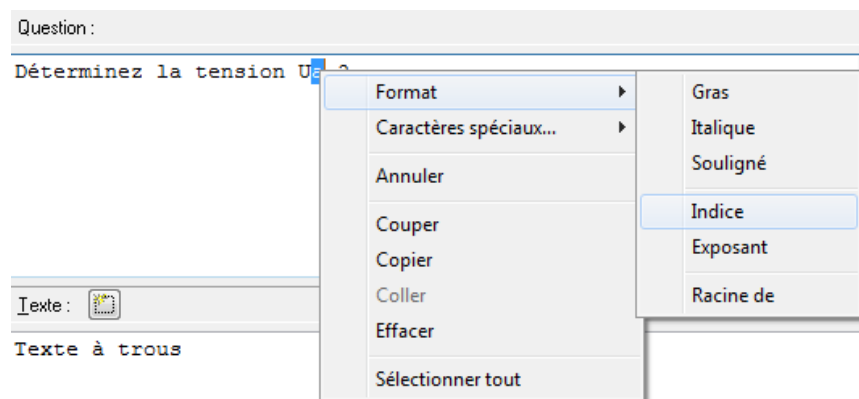 Question :
Déterminez la tension Ua ?
Format
Caractères spéciaux...
Annuler
Couper
Copier
Coller
Effacer
Sélectionner tout
Gras
Italique
Souligné
Indice
Exposant
Racine de
Texte :
Texte à trous